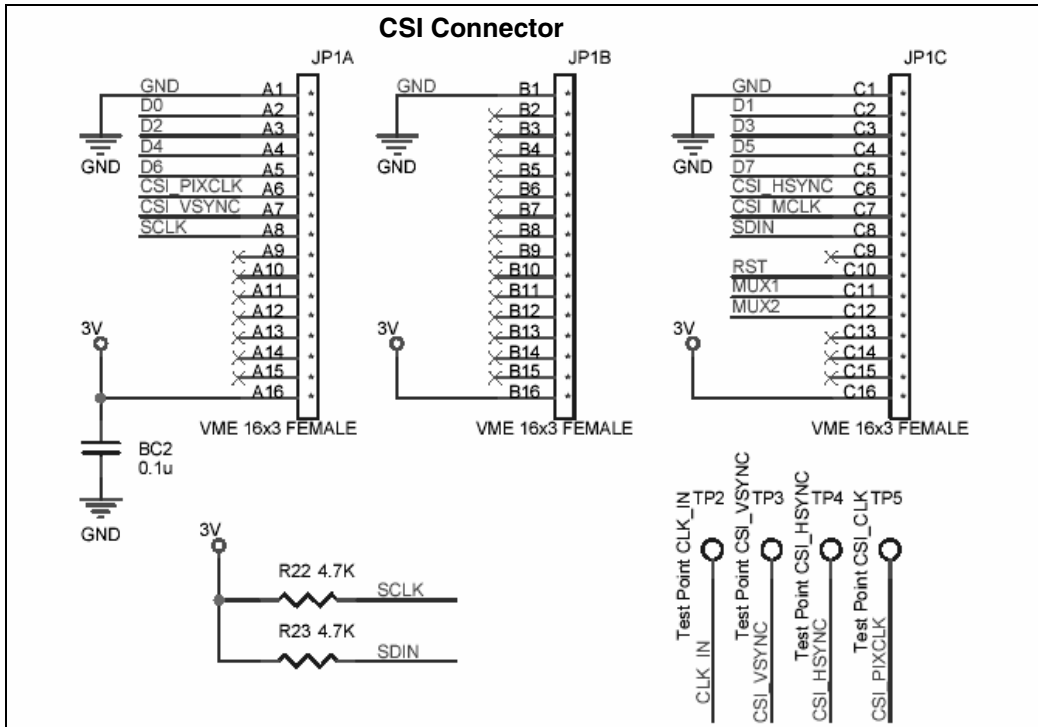 CSI Connector
JP1A
GND A1
D0 A2
D2 A3
D4 A4
D6 A5
CSI_PIXCLK A6
CSI_VSYNC A7
SCLK A8
A9
A10
A11
A12
A13
A14
A15
A16
GND
3V
VME 16x3 FEMALE
BC2
0.1u
GND
JP1B
GND B1
B2
B3
B4
B5
B6
B7
B8
B9
B10
B11
B12
B13
B14
B15
B16
GND
3V
VME 16x3 FEMALE
JP1C
GND C1
D1 C2
D3 C3
D5 C4
D7 C5
CSI_HSYNC C6
CSI_MCLK C7
SDIN C8
C9
RST C10
MUX1 C11
MUX2 C12
C13
C14
C15
C16
GND
3V
VME 16x3 FEMALE
3V
R22 4.7K
SCLK
R23 4.7K
SDIN
Test Point CLK_IN
TP2
CLK_IN
Test Point CSI_VSYNC
TP3
CSI_VSYNC
Test Point CSI_HSYNC
TP4
CSI_HSYNC
Test Point CSI_CLK
TP5
CSI_PIXCLK